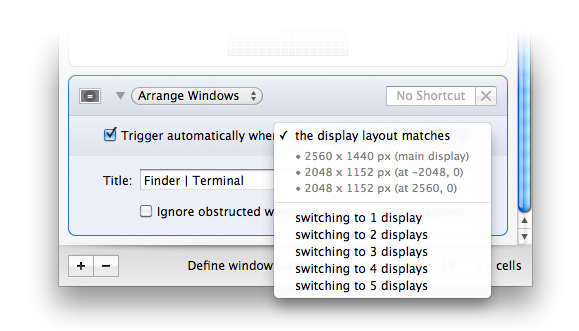 Arrange Windows
No Shortcut
Trigger automatically when
✓ the display layout matches
• 2560 x 1440 px (main display)
• 2048 x 1152 px (at −2048, 0)
• 2048 x 1152 px (at 2560, 0)
Title: Finder | Terminal
Ignore obstructed
switching to 1 display
switching to 2 displays
switching to 3 displays
switching to 4 displays
switching to 5 displays
+ −
Define window
cells